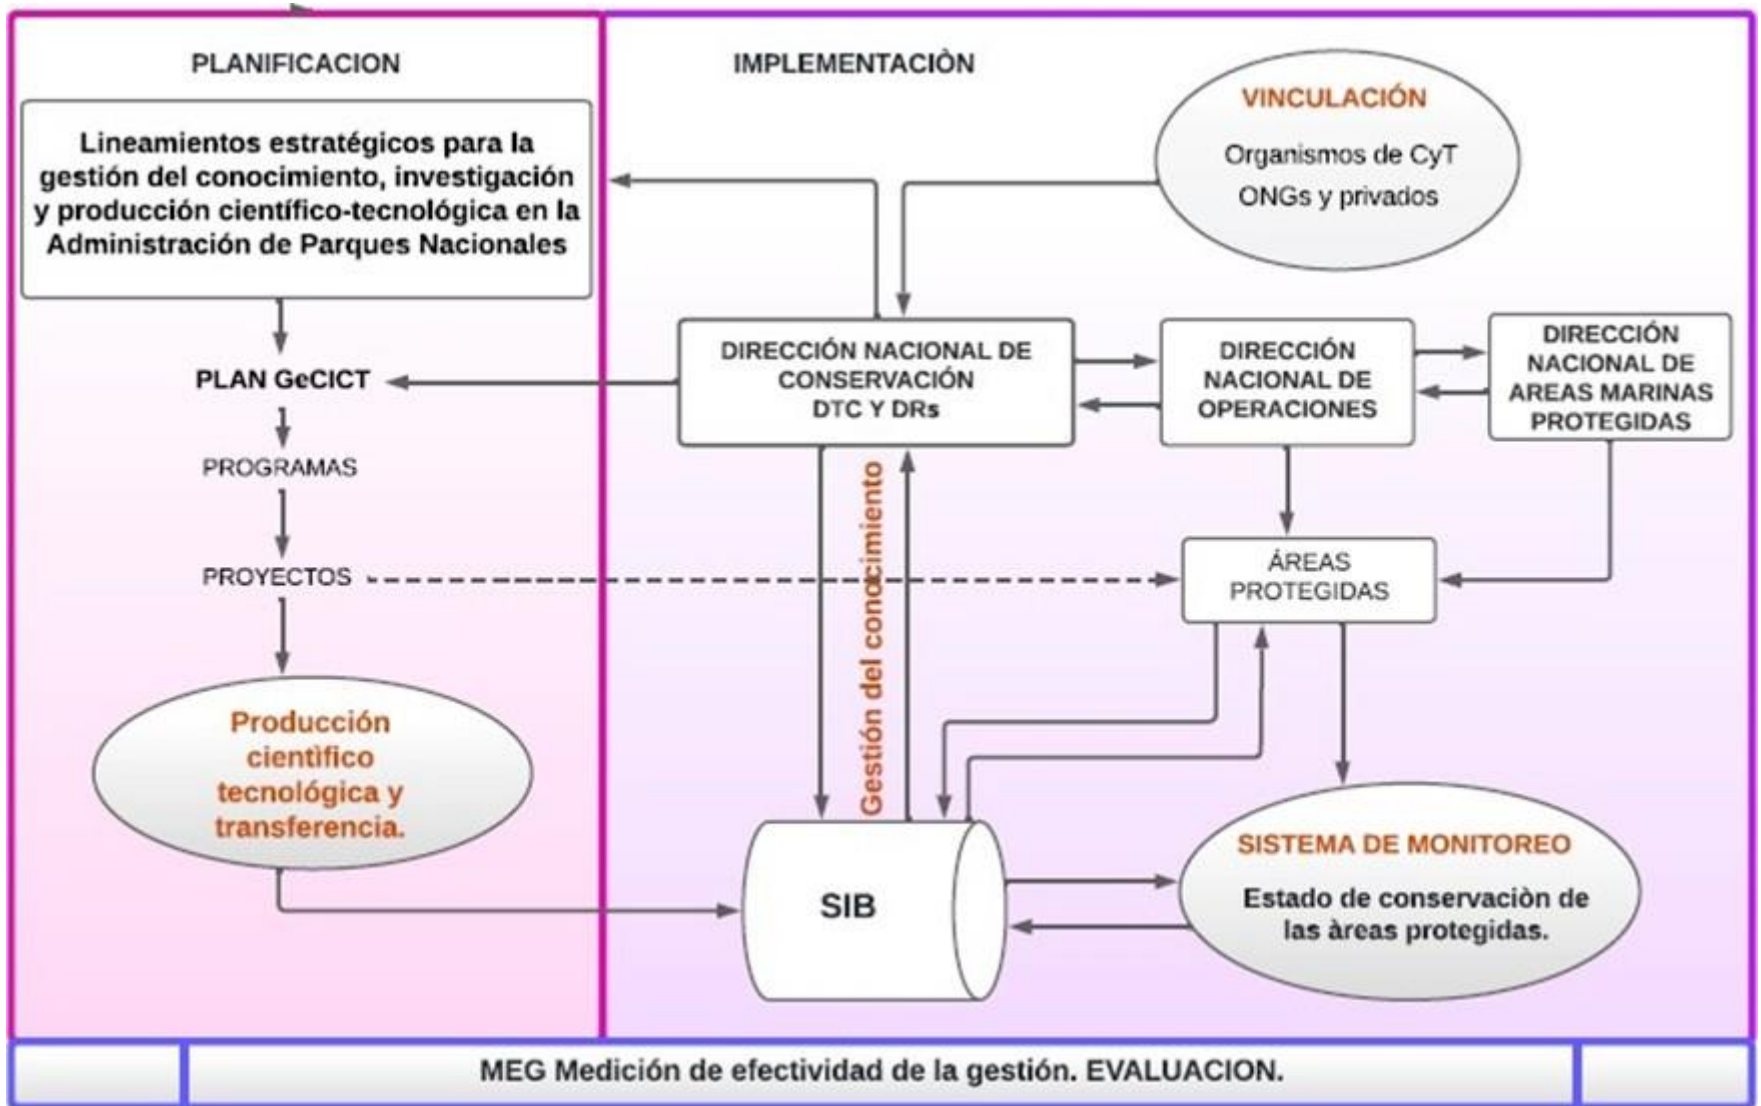 PLANIFICACION
Lineamientos estratégicos para la
gestión del conocimiento, investigación
y producción científico-tecnológica en la
Administración de Parques Nacionales
PLAN GeCICT
PROGRAMAS
PROYECTOS
Producción
cientìfico
tecnológica y
transferencia.
IMPLEMENTACIÒN
VINCULACIÓN
Organismos de CyT
ONGs y privados
DIRECCIÓN NACIONAL DE
CONSERVACIÓN
DTC Y DRs
DIRECCIÓN
NACIONAL DE
OPERACIONES
DIRECCIÓN
NACIONAL DE
AREAS MARINAS
PROTEGIDAS
Gestión del conocimiento
ÁREAS
PROTEGIDAS
SIB
SISTEMA DE MONITOREO
Estado de conservaciòn de
las àreas protegidas.
MEG Medición de efectividad de la gestión. EVALUACION.